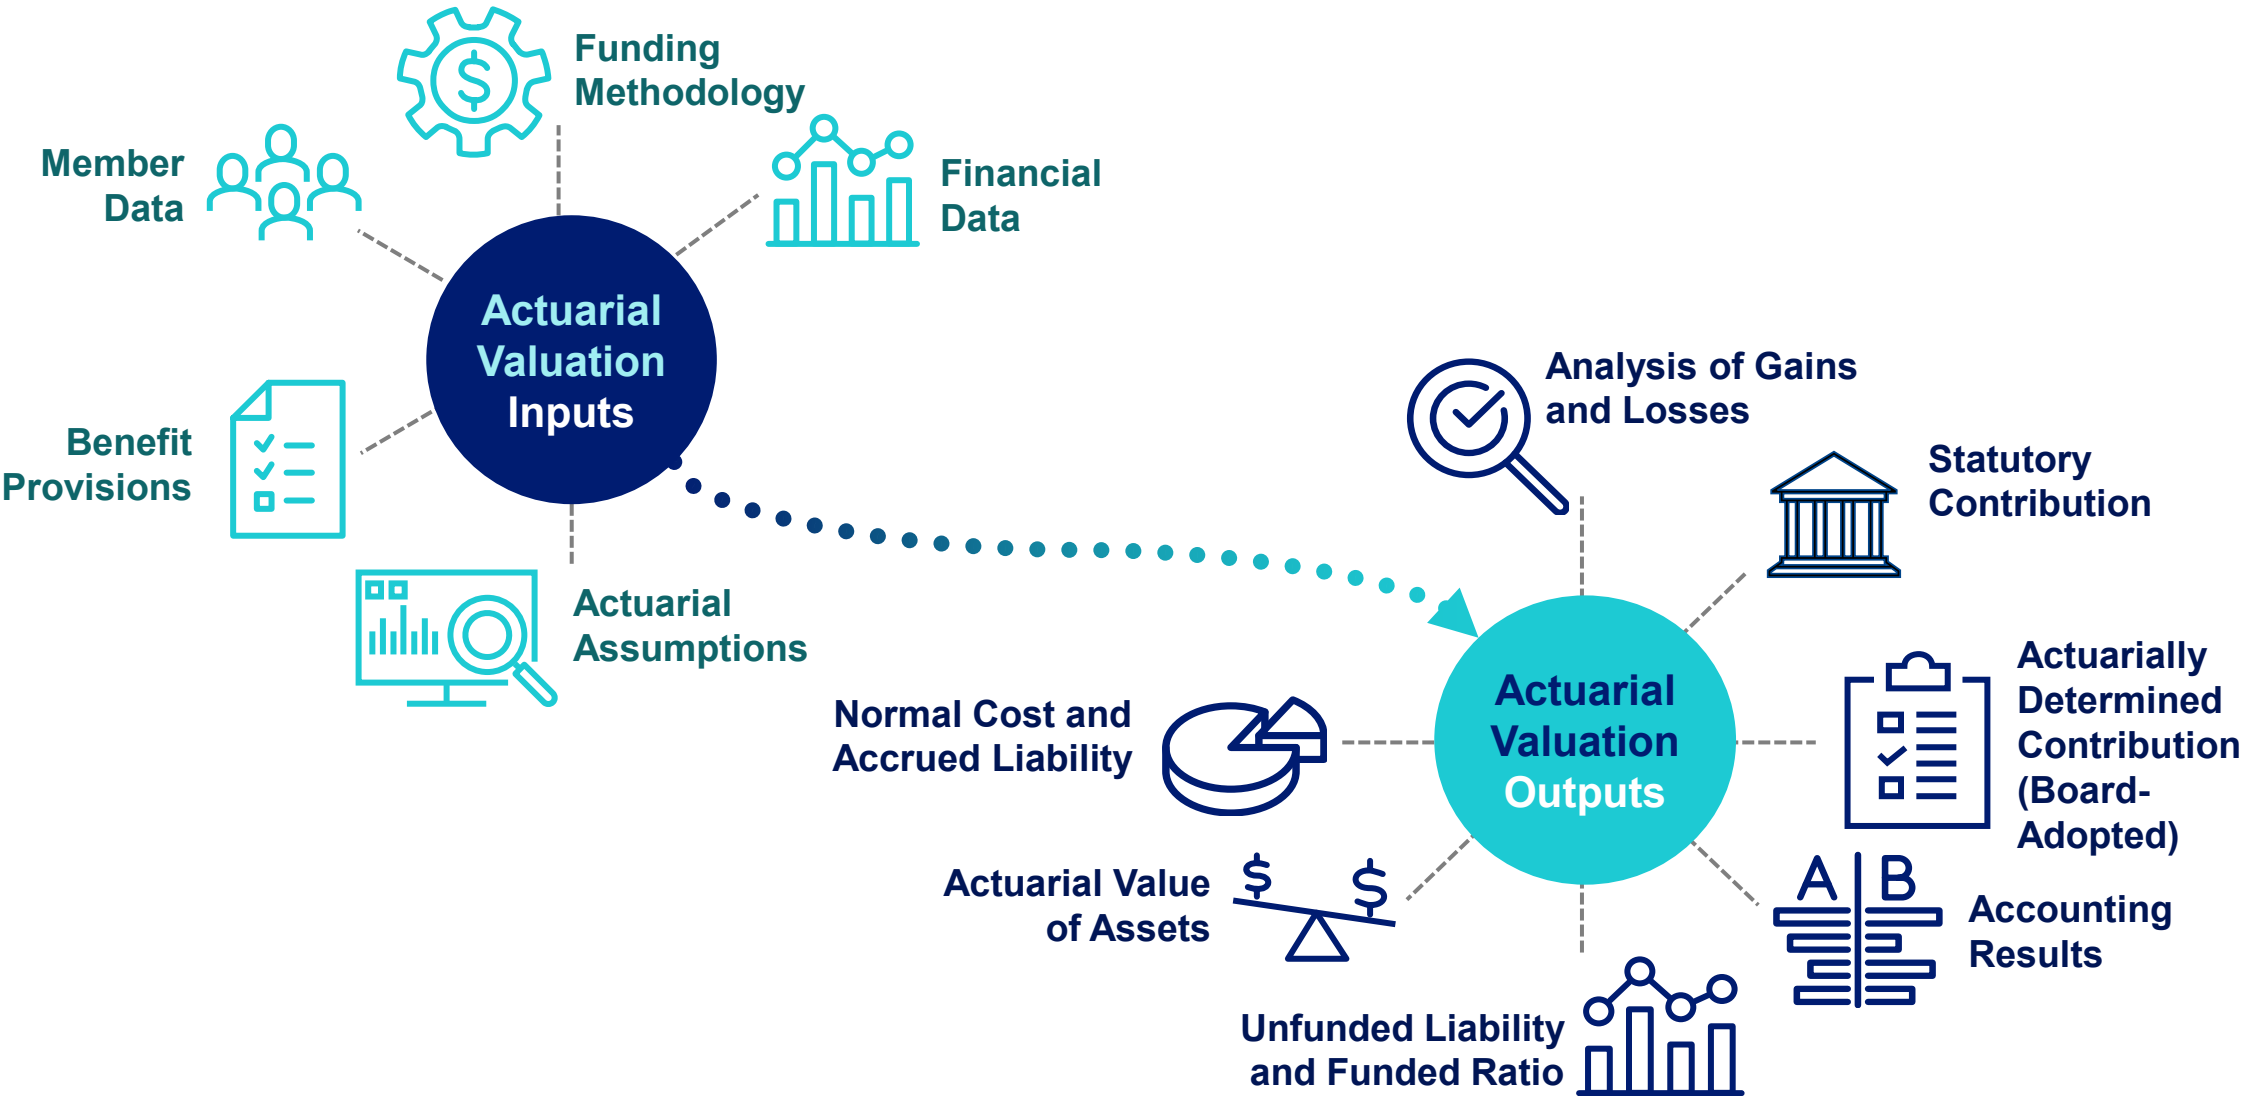 Funding
Methodology
Member
Data
Financial
Data
Actuarial
Valuation
Inputs
Benefit
Provisions
Actuarial
Assumptions
Analysis of Gains
and Losses
Statutory
Contribution
Actuarially
Determined
Contribution
(Board-
Adopted)
Actuarial
Valuation
Outputs
Normal Cost and
Accrued Liability
Actuarial Value
of Assets
$ $
A B
Accounting
Results
Unfunded Liability
and Funded Ratio
$